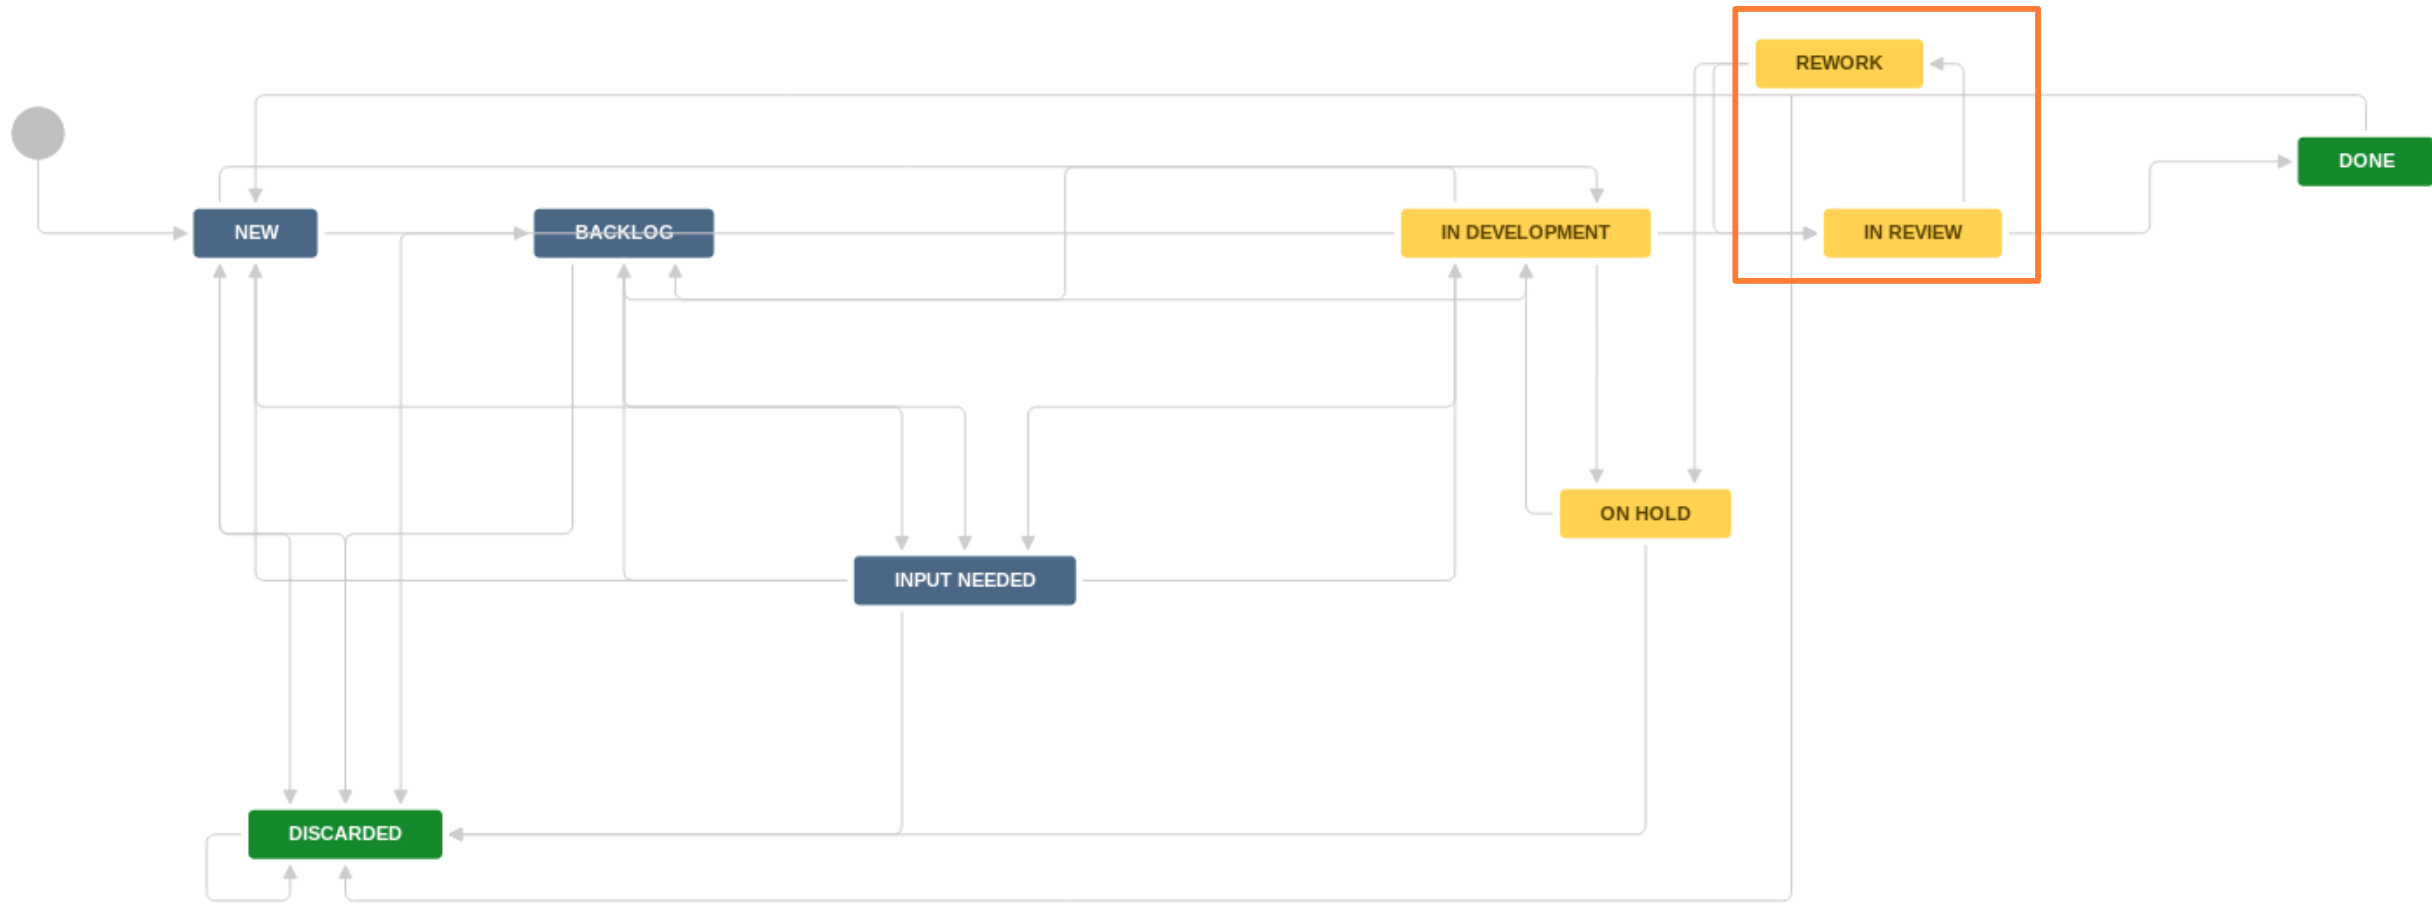 REWORK
DONE
NEW
BACKLOG
IN DEVELOPMENT
IN REVIEW
ON HOLD
INPUT NEEDED
DISCARDED